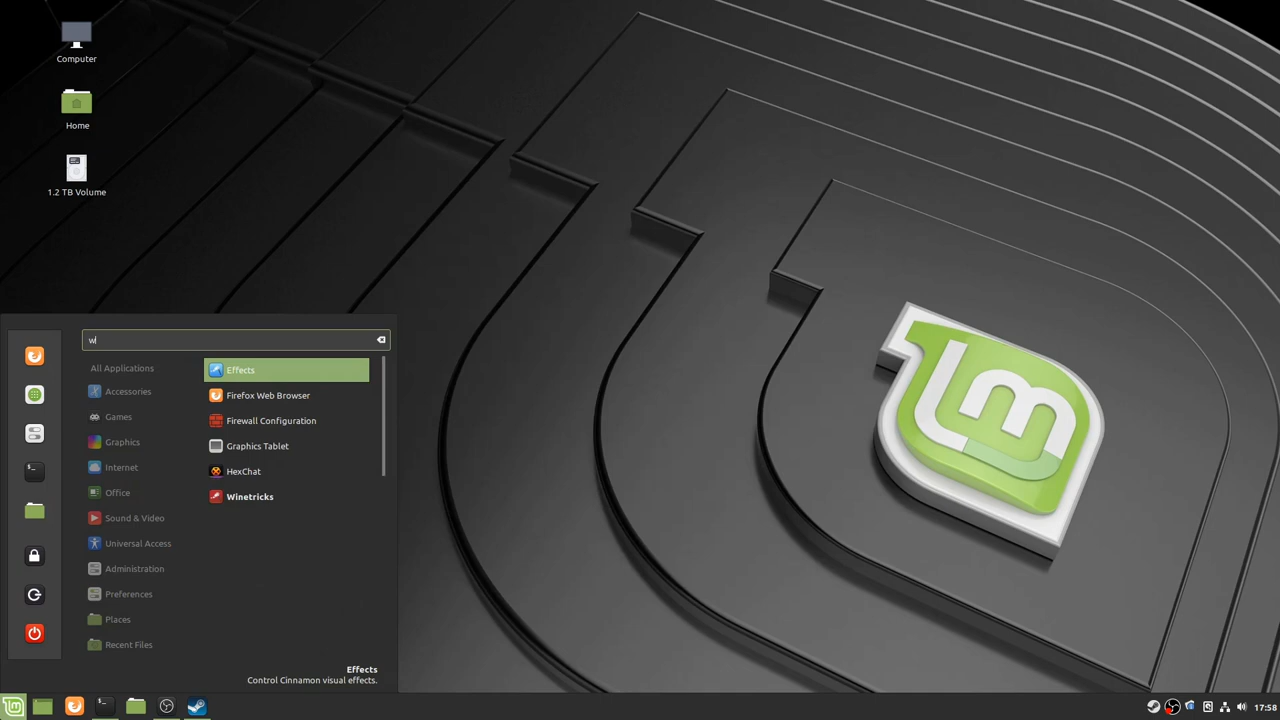 Computer
Home
1.2 TB Volume
w
All Applications
Accessories
Games
Graphics
Internet
Office
Sound & Video
Universal Access
Administration
Preferences
Places
Recent Files
Effects
Firefox Web Browser
Firewall Configuration
Graphics Tablet
HexChat
Winetricks
Effects
Control Cinnamon visual effects.
17:58